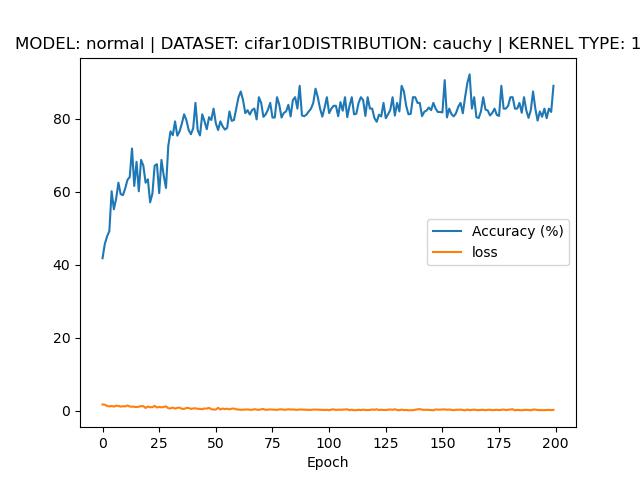 MODEL: normal | DATASET: cifar10DISTRIBUTION: cauchy | KERNEL TYPE: 1
80
60
40
20
0
Accuracy (%)
loss
0 25 50 75 100 125 150 175 200
Epoch